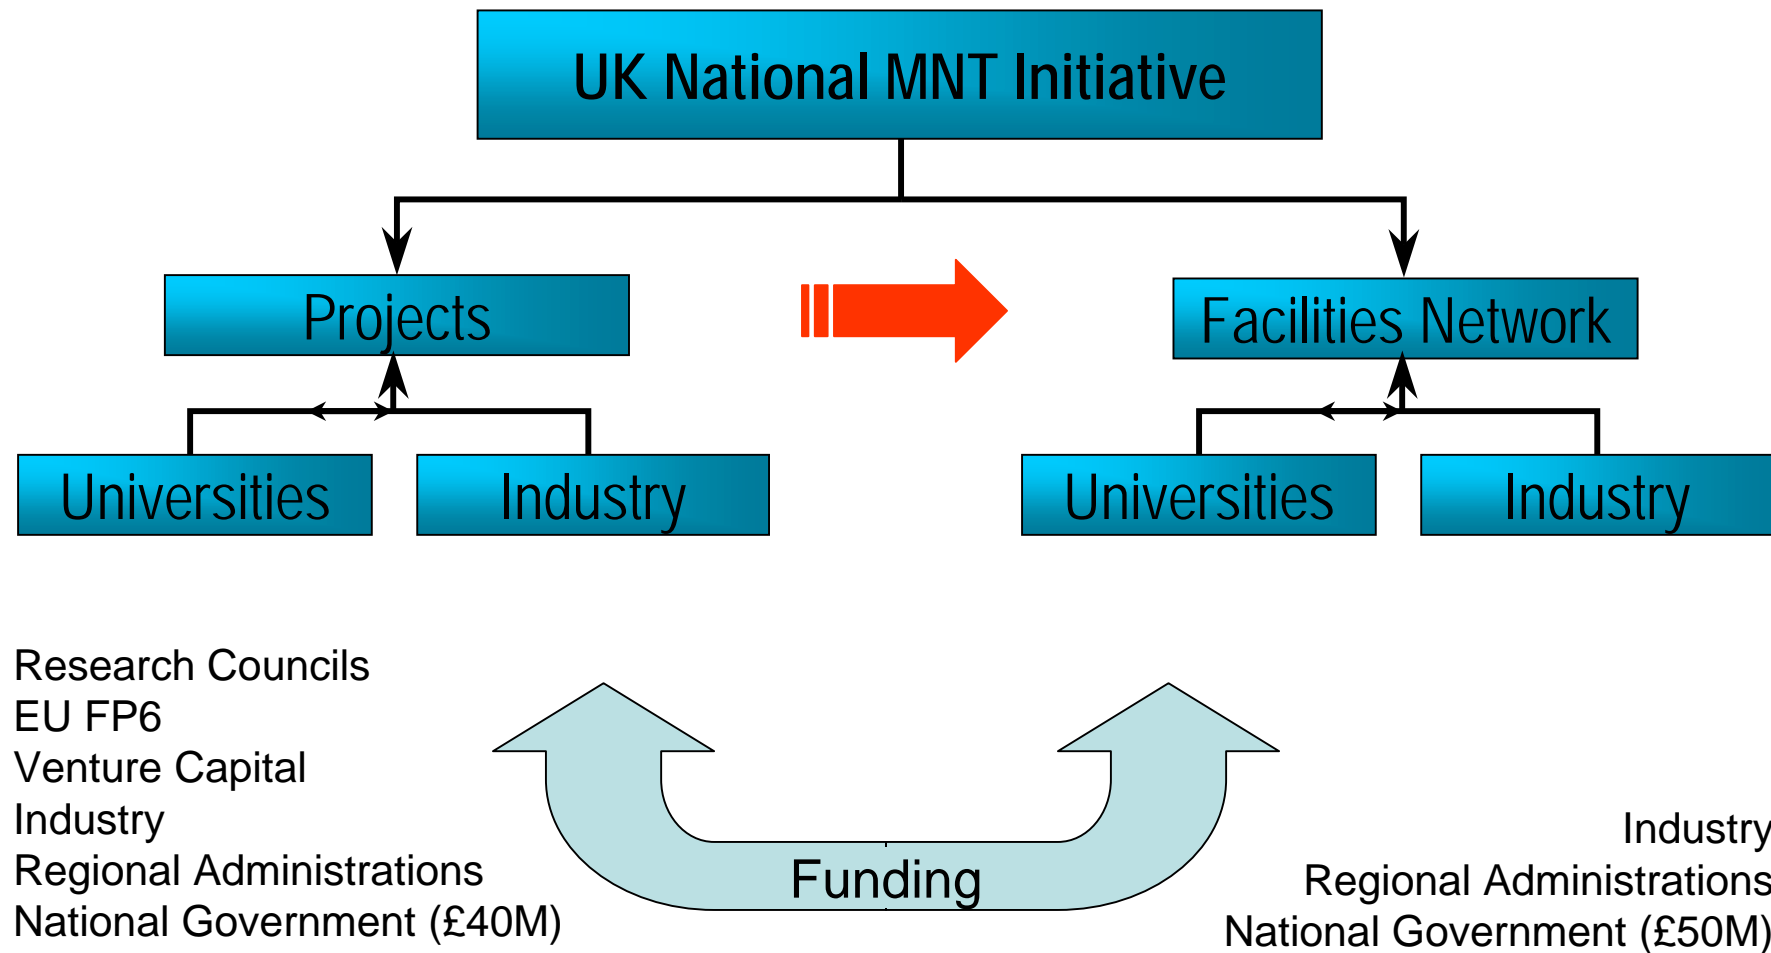 UK National MNT Initiative
Projects
Facilities Network
Universities
Industry
Universities
Industry
Research Councils
EU FP6
Venture Capital
Industry
Regional Administrations
National Government (£40M)
Funding
Industry
Regional Administrations
National Government (£50M)